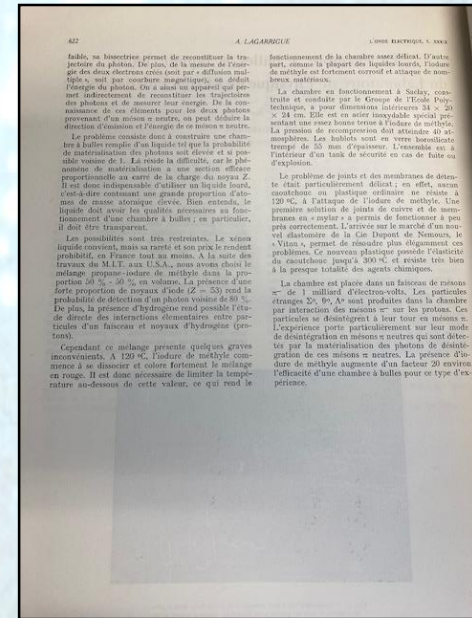 622
A. LAGARRIGUE
L'ONDE ÉLECTRIQUE, T. XXXIX
faible, sa bissectrice permet de reconstituer la tra-
jectoire du photon. De plus, de la mesure de l'éner-
gie des deux électrons créés (soit par « diffusion mul-
tiple », soit par courbure magnétique), on déduit
l'énergie du photon. On a ainsi un appareil qui per-
met indirectement de reconstituer les trajectoires
des photons et de mesurer leur énergie. De la con-
naissance de ces éléments pour les deux photons
provenant d'un méson π neutre, on peut déduire la
direction d'émission et l'énergie de ce méson π neutre.
Le problème consiste donc à construire une cham-
bre à bulles remplie d'un liquide tel que la probabilité
de matérialisation des photons soit élevée et si pos-
sible voisine de 1. Là réside la difficulté, car le phé-
nomène de matérialisation a une section efficace
proportionnelle au carré de la charge du noyau Z.
Il est donc indispensable d'utiliser un liquide lourd,
c'est-à-dire contenant une grande proportion d'ato-
mes de masse atomique élevée. Bien entendu, le
liquide doit avoir les qualités nécessaires au fonc-
tionnement d'une chambre à bulles ; en particulier,
il doit être transparent.
Les possibilités sont très restreintes. Le xénon
liquide convient, mais sa rareté et son prix le rendent
prohibitif, en France tout au moins. A la suite des
travaux du M.I.T. aux U.S.A., nous avons choisi le
mélange propane-iodure de méthyle dans la pro-
portion 50 % - 50 % en volume. La présence d'une
forte proportion de noyaux d'iode (Z = 53) rend la
probabilité de détection d'un photon voisine de 80 %.
De plus, la présence d'hydrogène rend possible l'étu-
de directe des interactions élémentaires entre par-
ticules d'un faisceau et noyaux d'hydrogène (pro-
tons).
Cependant ce mélange présente quelques graves
inconvénients. A 120 °C, l'iodure de méthyle com-
mence à se dissocier et colore fortement le mélange
en rouge. Il est donc nécessaire de limiter la tempé-
rature au-dessous de cette valeur, ce qui rend le
fonctionnement de la chambre assez délicat. D'autre
part, comme la plupart des liquides lourds, l'iodure
de méthyle est fortement corrosif et attaque de nom-
breux matériaux.
La chambre en fonctionnement à Saclay, cons-
truite et conduite par le Groupe de l'Ecole Poly-
technique, a pour dimensions intérieures 34 × 20
× 24 cm. Elle est en acier inoxydable spécial pré-
sentant une assez bonne tenue à l'iodure de méthyle.
La pression de recompression doit atteindre 40 at-
mosphères. Les hublots sont en verre borosilicate
trempé de 55 mm d'épaisseur. L'ensemble est à
l'intérieur d'un tank de sécurité en cas de fuite ou
d'explosion.
Le problème de joints et des membranes de déten-
te était particulièrement délicat ; en effet, aucun
caoutchouc ou plastique ordinaire ne résiste à
120 °C, à l'attaque de l'iodure de méthyle. Une
première solution de joints de cuivre et de mem-
branes en « mylar » a permis de fonctionner à peu
près correctement. L'arrivée sur le marché d'un nou-
vel élastomère de la Cie Dupont de Nemours, le
« Viton », permet de résoudre plus élégamment ces
problèmes. Ce nouveau plastique possède l'élasticité
du caoutchouc jusqu'à 300 °C et résiste très bien
à la presque totalité des agents chimiques.
La chambre est placée dans un faisceau de mésons
π⁻ de 1 milliard d'électron-volts. Les particules
étranges Σ⁰, θ⁰, Λ⁰ sont produites dans la chambre
par interaction des mésons π⁻ sur les protons. Ces
particules se désintègrent à leur tour en mésons π.
L'expérience porte particulièrement sur leur mode
de désintégration en mésons π neutres qui sont détec-
tés par la matérialisation des photons de désinté-
gration de ces mésons π neutres. La présence d'io-
dure de méthyle augmente d'un facteur 20 environ
l'efficacité d'une chambre à bulles pour ce type d'ex-
périence.